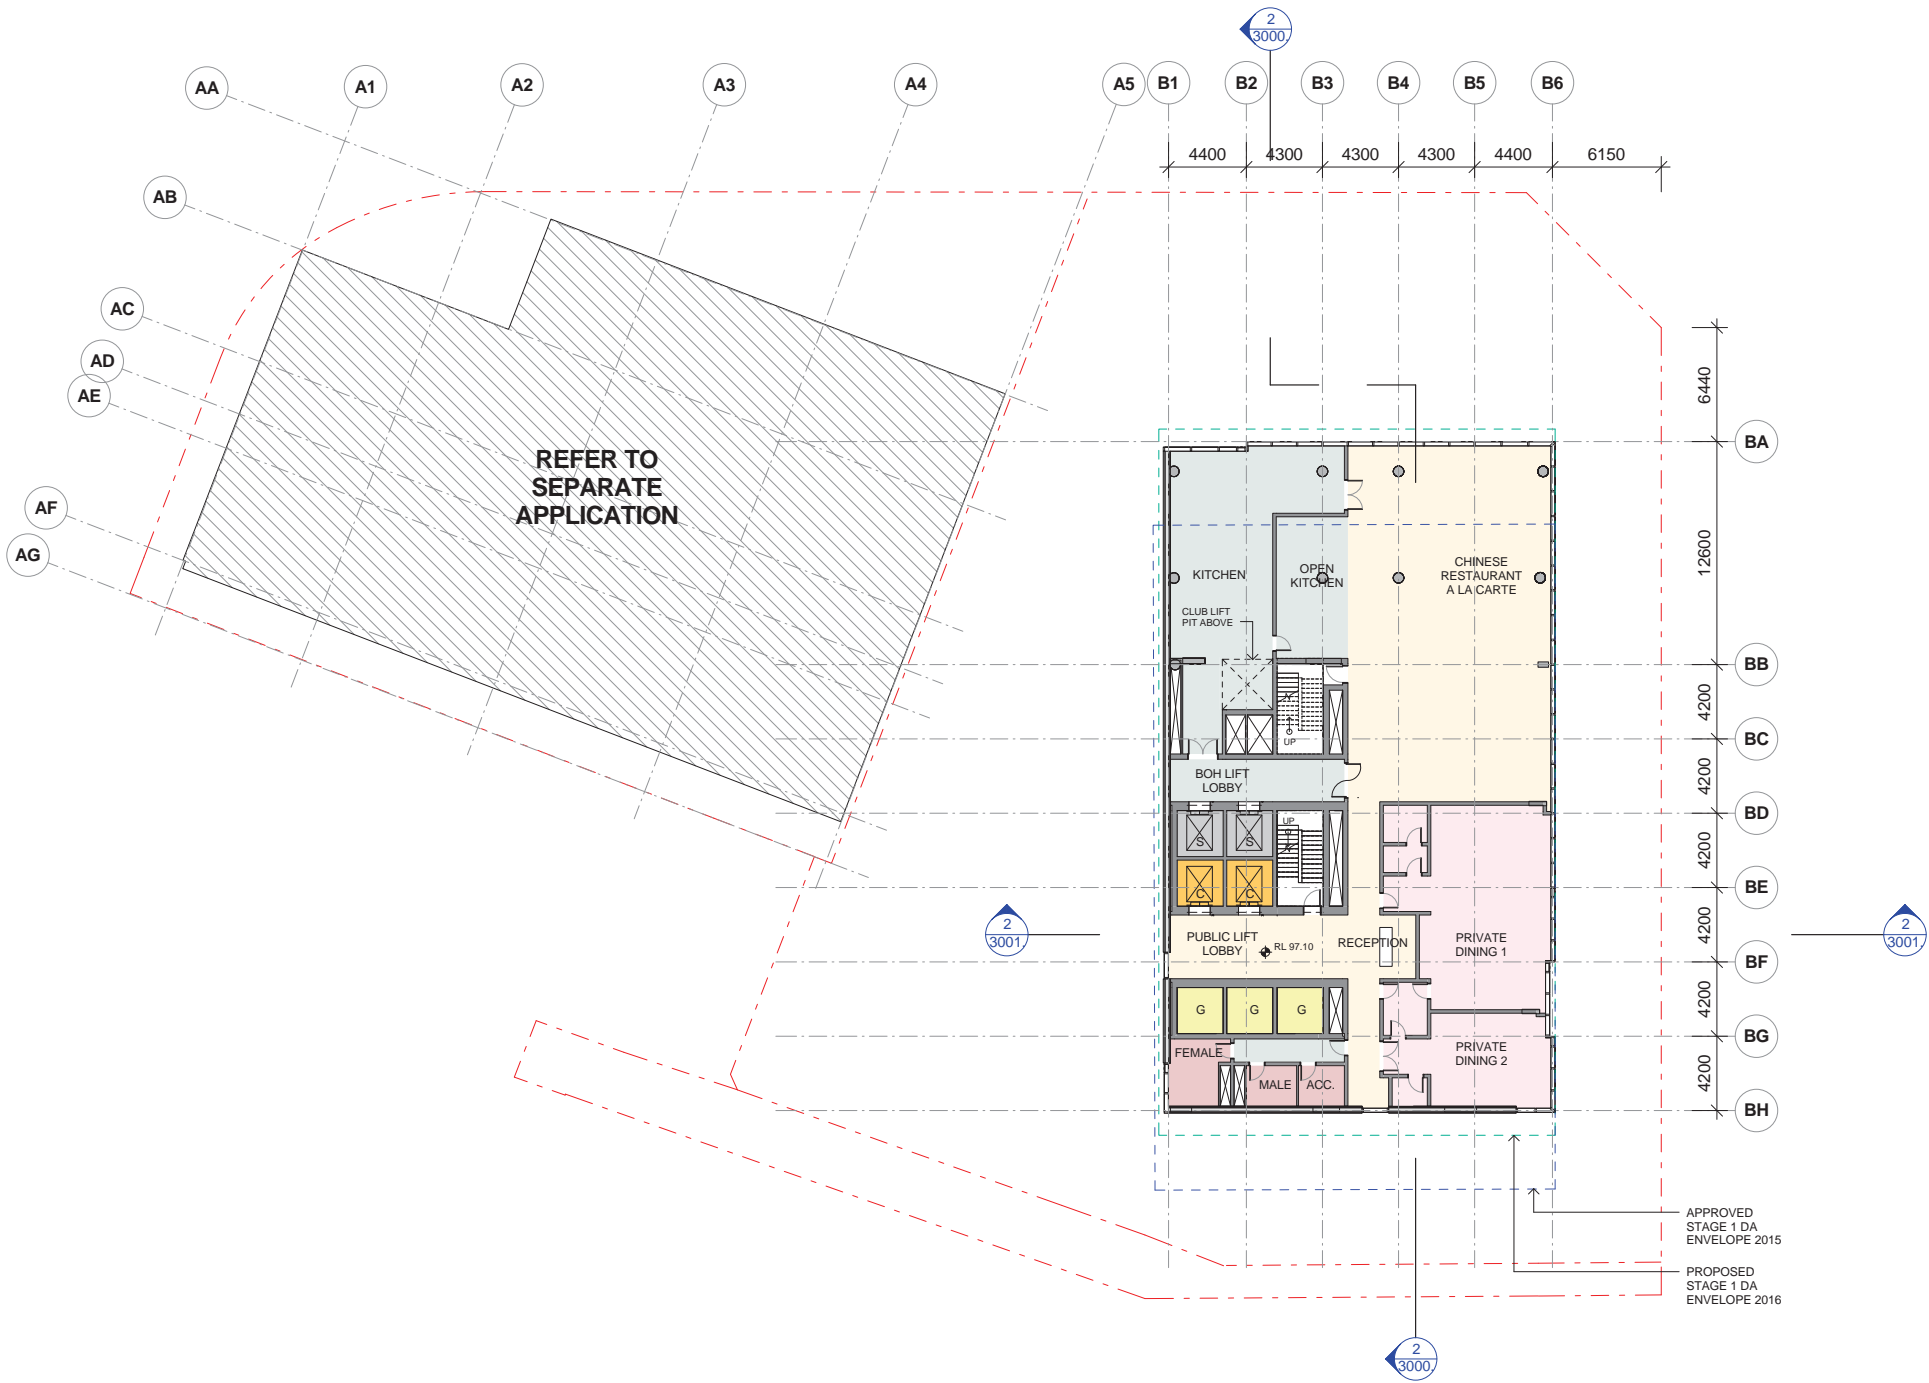 2
3000.
AA
A1
A2
A3
A4
A5
B1
B2
B3
B4
B5
B6
4400
4300
4300
4300
4400
6150
AB
AC
AD
AE
AF
AG
REFER TO
SEPARATE
APPLICATION
6440
BA
12600
BB
4200
BC
4200
BD
4200
BE
4200
BF
4200
BG
4200
BH
KITCHEN
OPEN
KITCHEN
CHINESE
RESTAURANT
A LA CARTE
CLUB LIFT
PIT ABOVE
UP
BOH LIFT
LOBBY
UP
S
S
C
C
2
3001.
PUBLIC LIFT
LOBBY
RL 97.10
RECEPTION
PRIVATE
DINING 1
2
3001.
G
G
G
FEMALE
MALE
ACC.
PRIVATE
DINING 2
APPROVED
STAGE 1 DA
ENVELOPE 2015
PROPOSED
STAGE 1 DA
ENVELOPE 2016
2
3000.